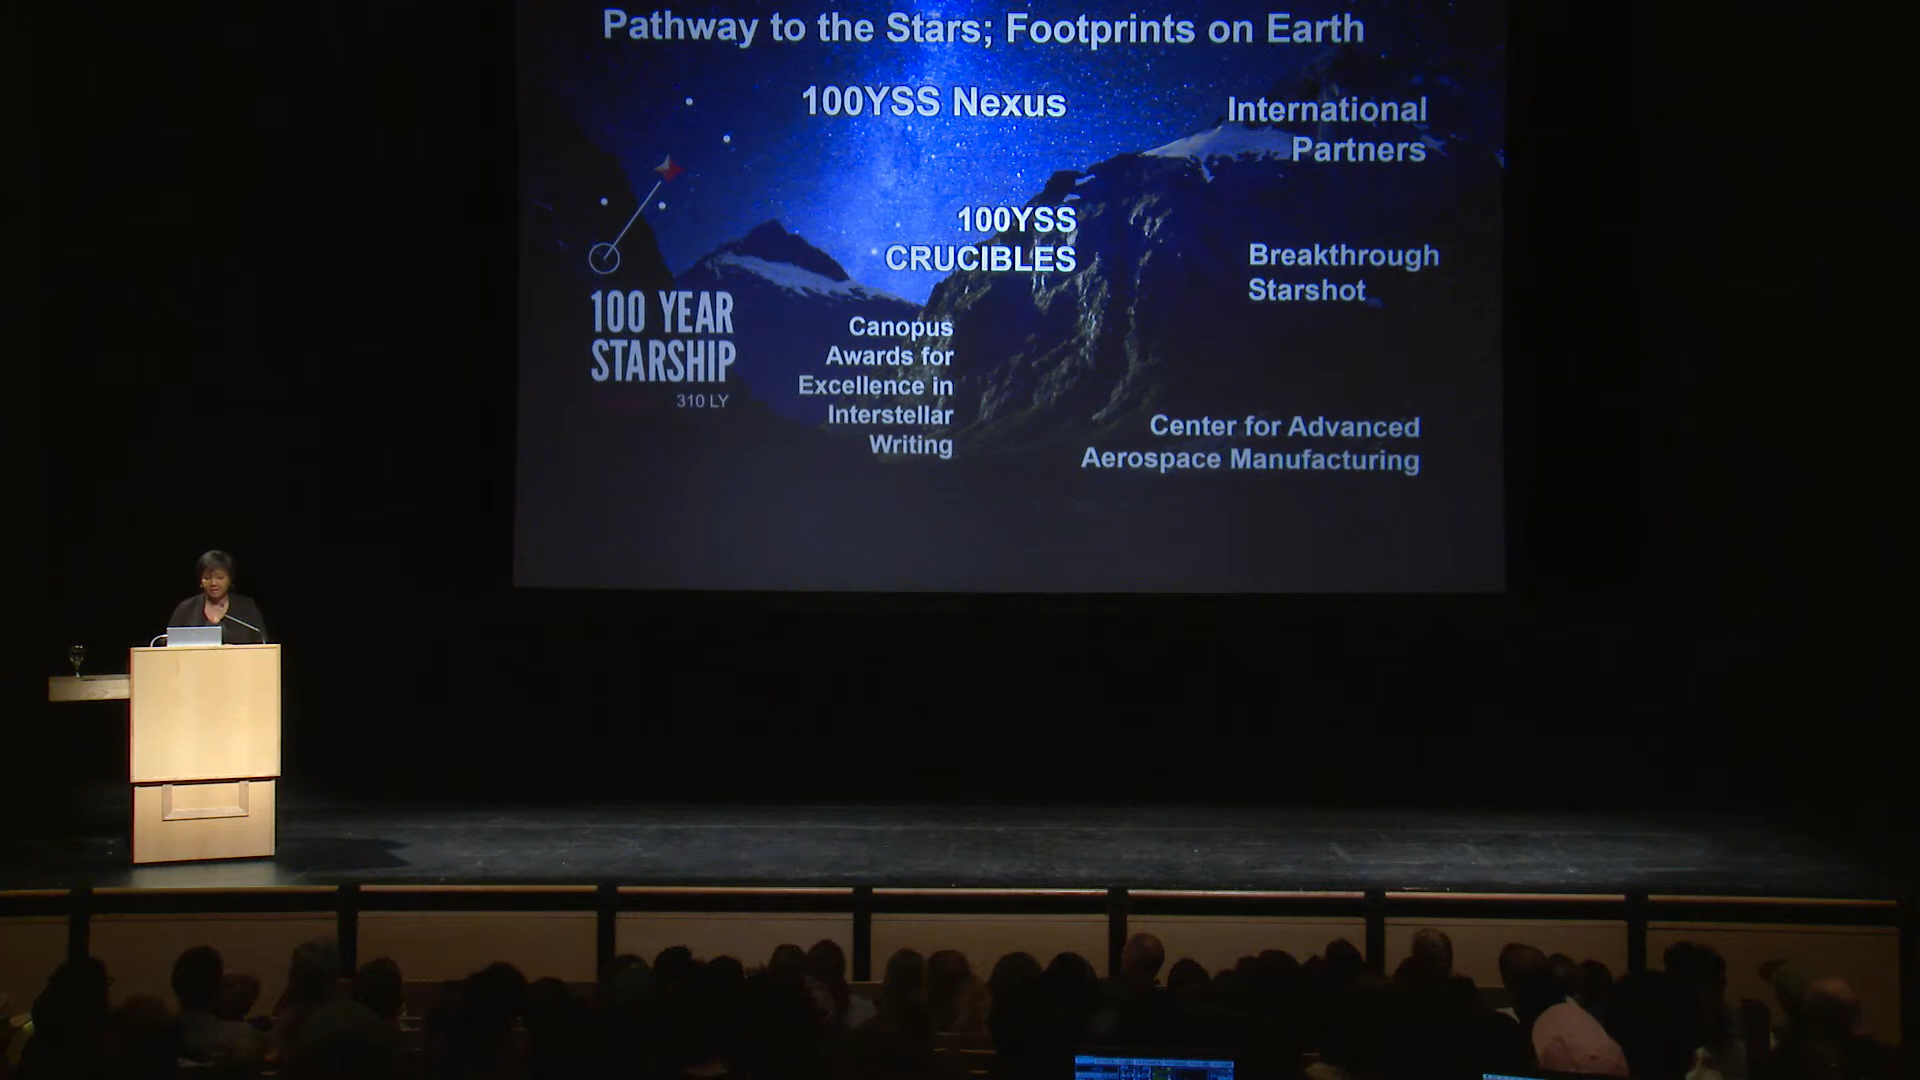 Pathway to the Stars; Footprints on Earth
100YSS Nexus
International
Partners
100YSS
CRUCIBLES
Breakthrough
Starshot
100 YEAR
STARSHIP
310 LY
Canopus
Awards for
Excellence in
Interstellar
Writing
Center for Advanced
Aerospace Manufacturing